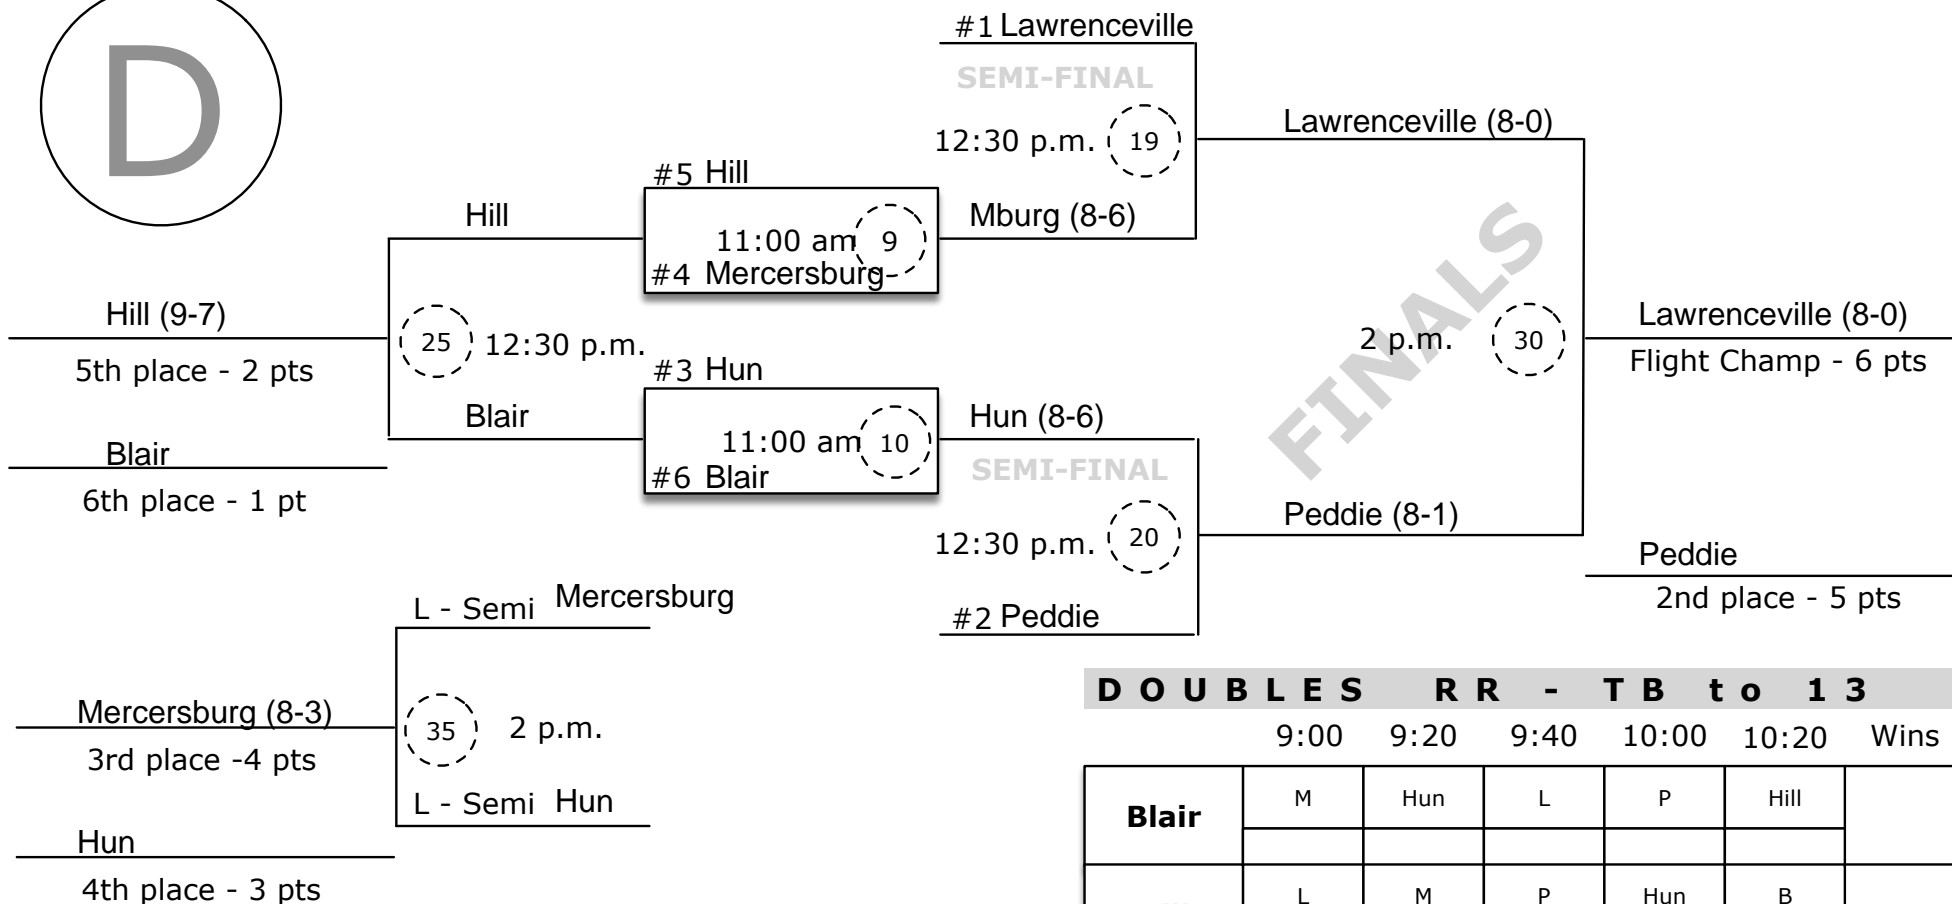 D
#1 Lawrenceville
SEMI-FINAL
12:30 p.m. 19
Lawrenceville (8-0)
#5 Hill
Hill
11:00 am 9
Mburg (8-6)
#4 Mercersburg
FINALS
Hill (9-7)
5th place - 2 pts
25 12:30 p.m.
2 p.m. 30
Lawrenceville (8-0)
Flight Champ - 6 pts
#3 Hun
Blair
11:00 am 10
Hun (8-6)
SEMI-FINAL
#6 Blair
Blair
6th place - 1 pt
Peddie (8-1)
12:30 p.m. 20
#2 Peddie
Peddie
2nd place - 5 pts
L - Semi Mercersburg
Mercersburg (8-3)
3rd place -4 pts
35 2 p.m.
L - Semi Hun
Hun
4th place - 3 pts
DOUBLES RR - TB to 13
9:00 9:20 9:40 10:00 10:20 Wins
Blair M Hun L P Hill
L M P Hun B